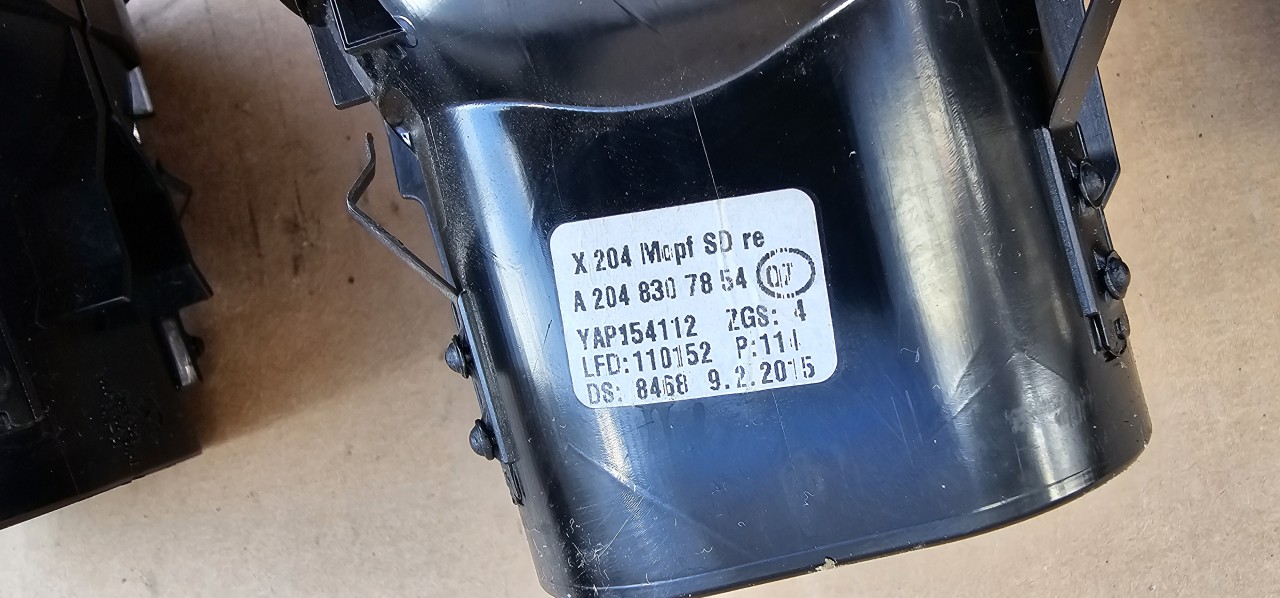 X 204 Mopf SD re
A 204 830 78 54 07
YAP154112 ZGS: 4
LFD:110152 P:111
DS: 8468 9.2.2015